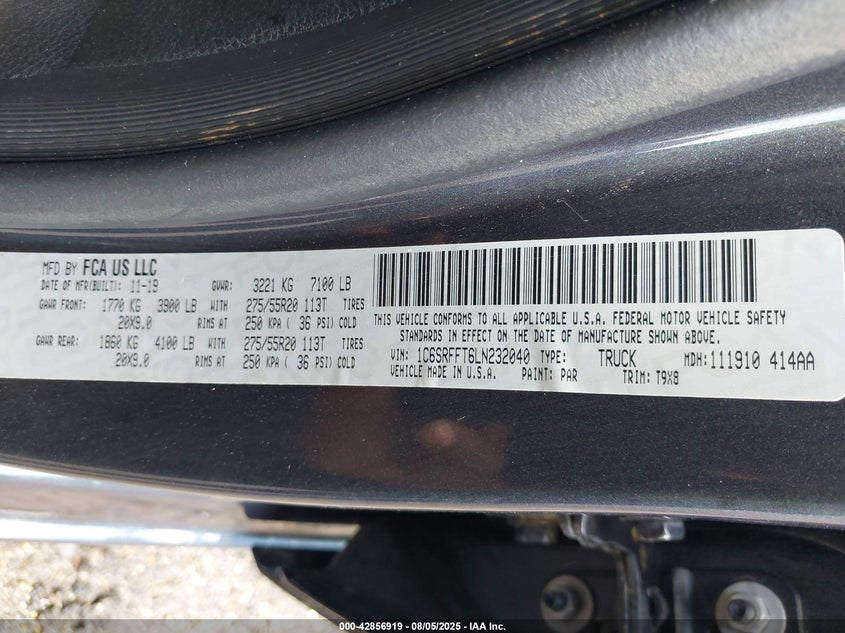 MFD BY FCA US LLC
DATE OF MFR(BUILT): 11-19 GVWR: 3221 KG 7100 LB
GAWR FRONT: 1770 KG 3900 LB WITH 275/55R20 113T TIRES
20X9.0 RIMS AT 250 KPA ( 36 PSI) COLD
GAWR REAR: 1860 KG 4100 LB WITH 275/55R20 113T TIRES
20X9.0 RIMS AT 250 KPA ( 36 PSI) COLD
THIS VEHICLE CONFORMS TO ALL APPLICABLE U.S.A. FEDERAL MOTOR VEHICLE SAFETY
STANDARDS IN EFFECT ON THE DATE OF MANUFACTURE SHOWN ABOVE.
VIN: 1C6SRFFT6LN232040 TYPE: TRUCK MDH: 111910 414AA
VEHICLE MADE IN U.S.A. PAINT: PAR TRIM: T9X8
000-42856919 - 08/05/2025 - IAA Inc.